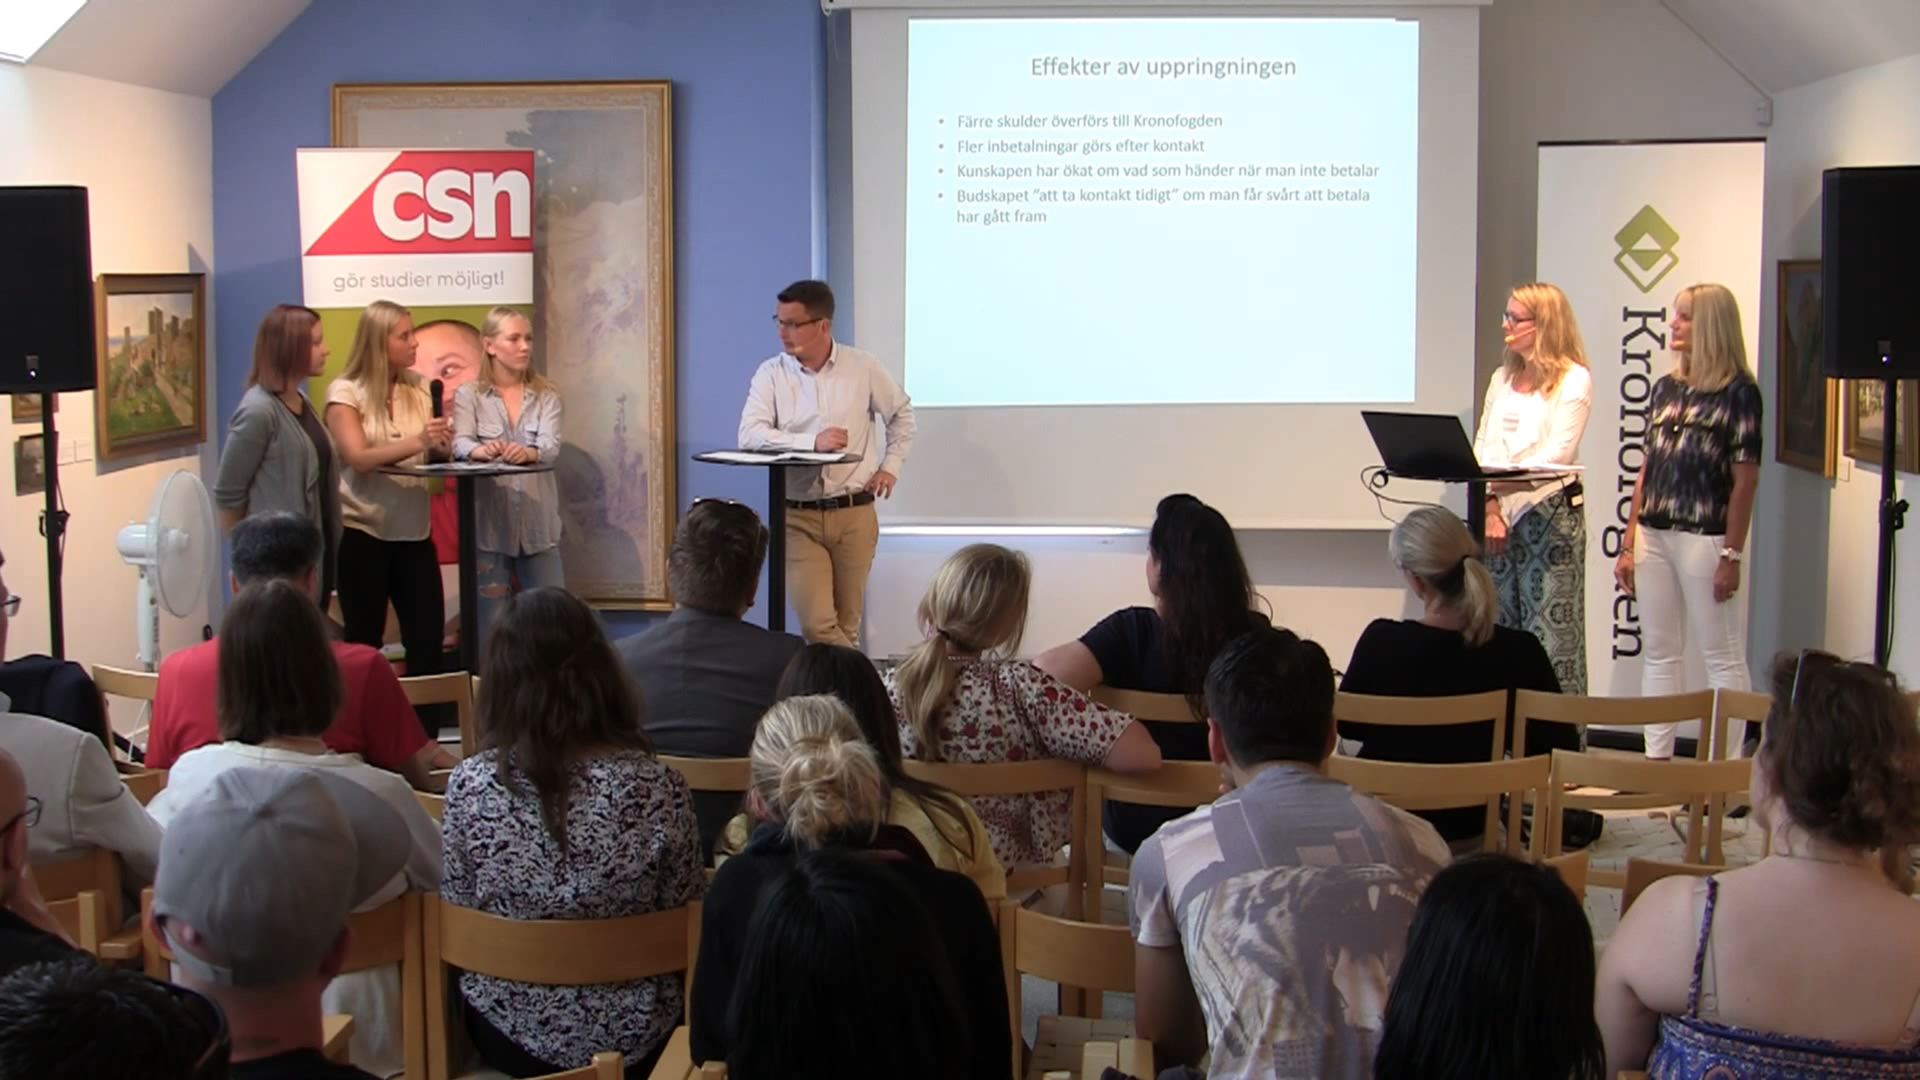 Effekter av uppringningen
• Färre skulder överförs till Kronofogden
• Fler inbetalningar görs efter kontakt
• Kunskapen har ökat om vad som händer när man inte betalar
• Budskapet "att ta kontakt tidigt" om man får svårt att betala
har gått fram
csn
gör studier möjligt!
Kronofogden